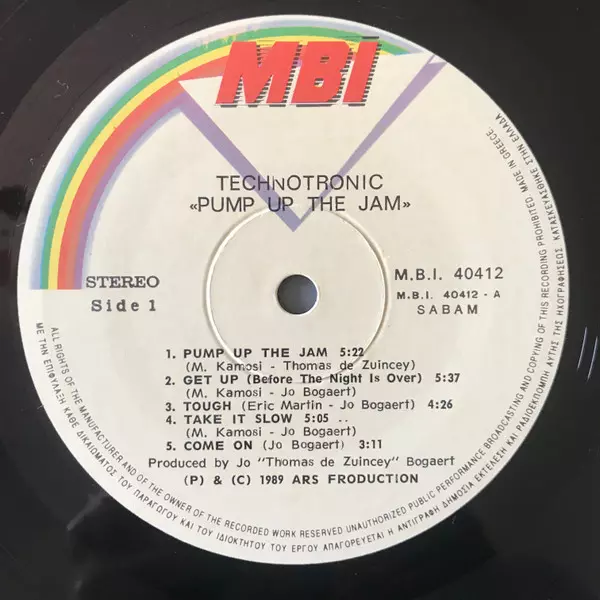 MBI
TECHNOTRONIC
«PUMP UP THE JAM»
STEREO
Side 1
M.B.I. 40412
M.B.I. 40412 - A
SABAM
1. PUMP UP THE JAM 5:22
(M. Kamosi - Thomas de Zuincey)
2. GET UP (Before The Night Is Over) 5:37
(M. Kamosi - Jo Bogaert)
3. TOUGH (Eric Martin - Jo Bogaert) 4:26
4. TAKE IT SLOW 5:05 ..
(M. Kamosi - Jo Bogaert)
5. COME ON (Jo Bogaert) 3:11
Produced by Jo "Thomas de Zuincey" Bogaert
(P) & (C) 1989 ARS FRODUCTION
ALL RIGHTS OF THE MANUFACTURER AND OF THE OWNER OF THE RECORDED WORK RESERVED UNAUTHORIZED PUBLIC PERFORMANCE BROADCASTING AND COPYING OF THIS RECORDING PROHIBITED MADE IN GREECE
ΜΕ ΤΗΝ ΕΠΙΦΥΛΑΞΗ ΚΑΘΕ ΔΙΚΑΙΩΜΑΤΟΣ ΤΟΥ ΠΑΡΑΓΩΓΟΥ ΚΑΙ ΤΟΥ ΙΔΙΟΚΤΗΤΟΥ ΤΟΥ ΕΡΓΟΥ ΑΠΑΓΟΡΕΥΕΤΑΙ Η ΑΝΤΙΓΡΑΦΗ ΔΗΜΟΣΙΑ ΕΚΤΕΛΕΣΗ ΚΑΙ ΡΑΔΙΟΕΚΠΟΜΠΗ ΑΥΤΗΣ ΤΗΣ ΗΧΟΓΡΑΦΗΣΕΩΣ ΚΑΤΑΣΚΕΥΑΣΘΗΚΕ ΣΤΗΝ ΕΛΛΑΔΑ